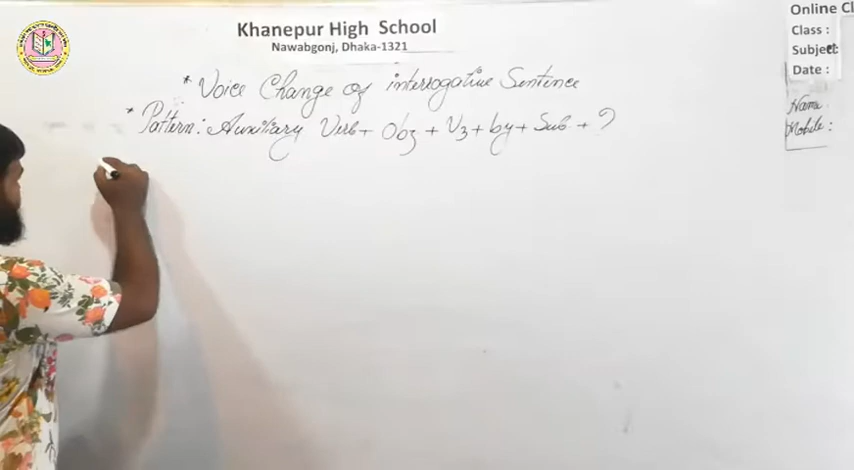 Khanepur High School
Nawabgonj, Dhaka-1321
* Voice Change of interrogative Sentence
* Pattern: Auxiliary Verb + Obj + V3 + by + Sub + ?
Online Cl
Class :
Subject:
Date :
Name
Mobile :